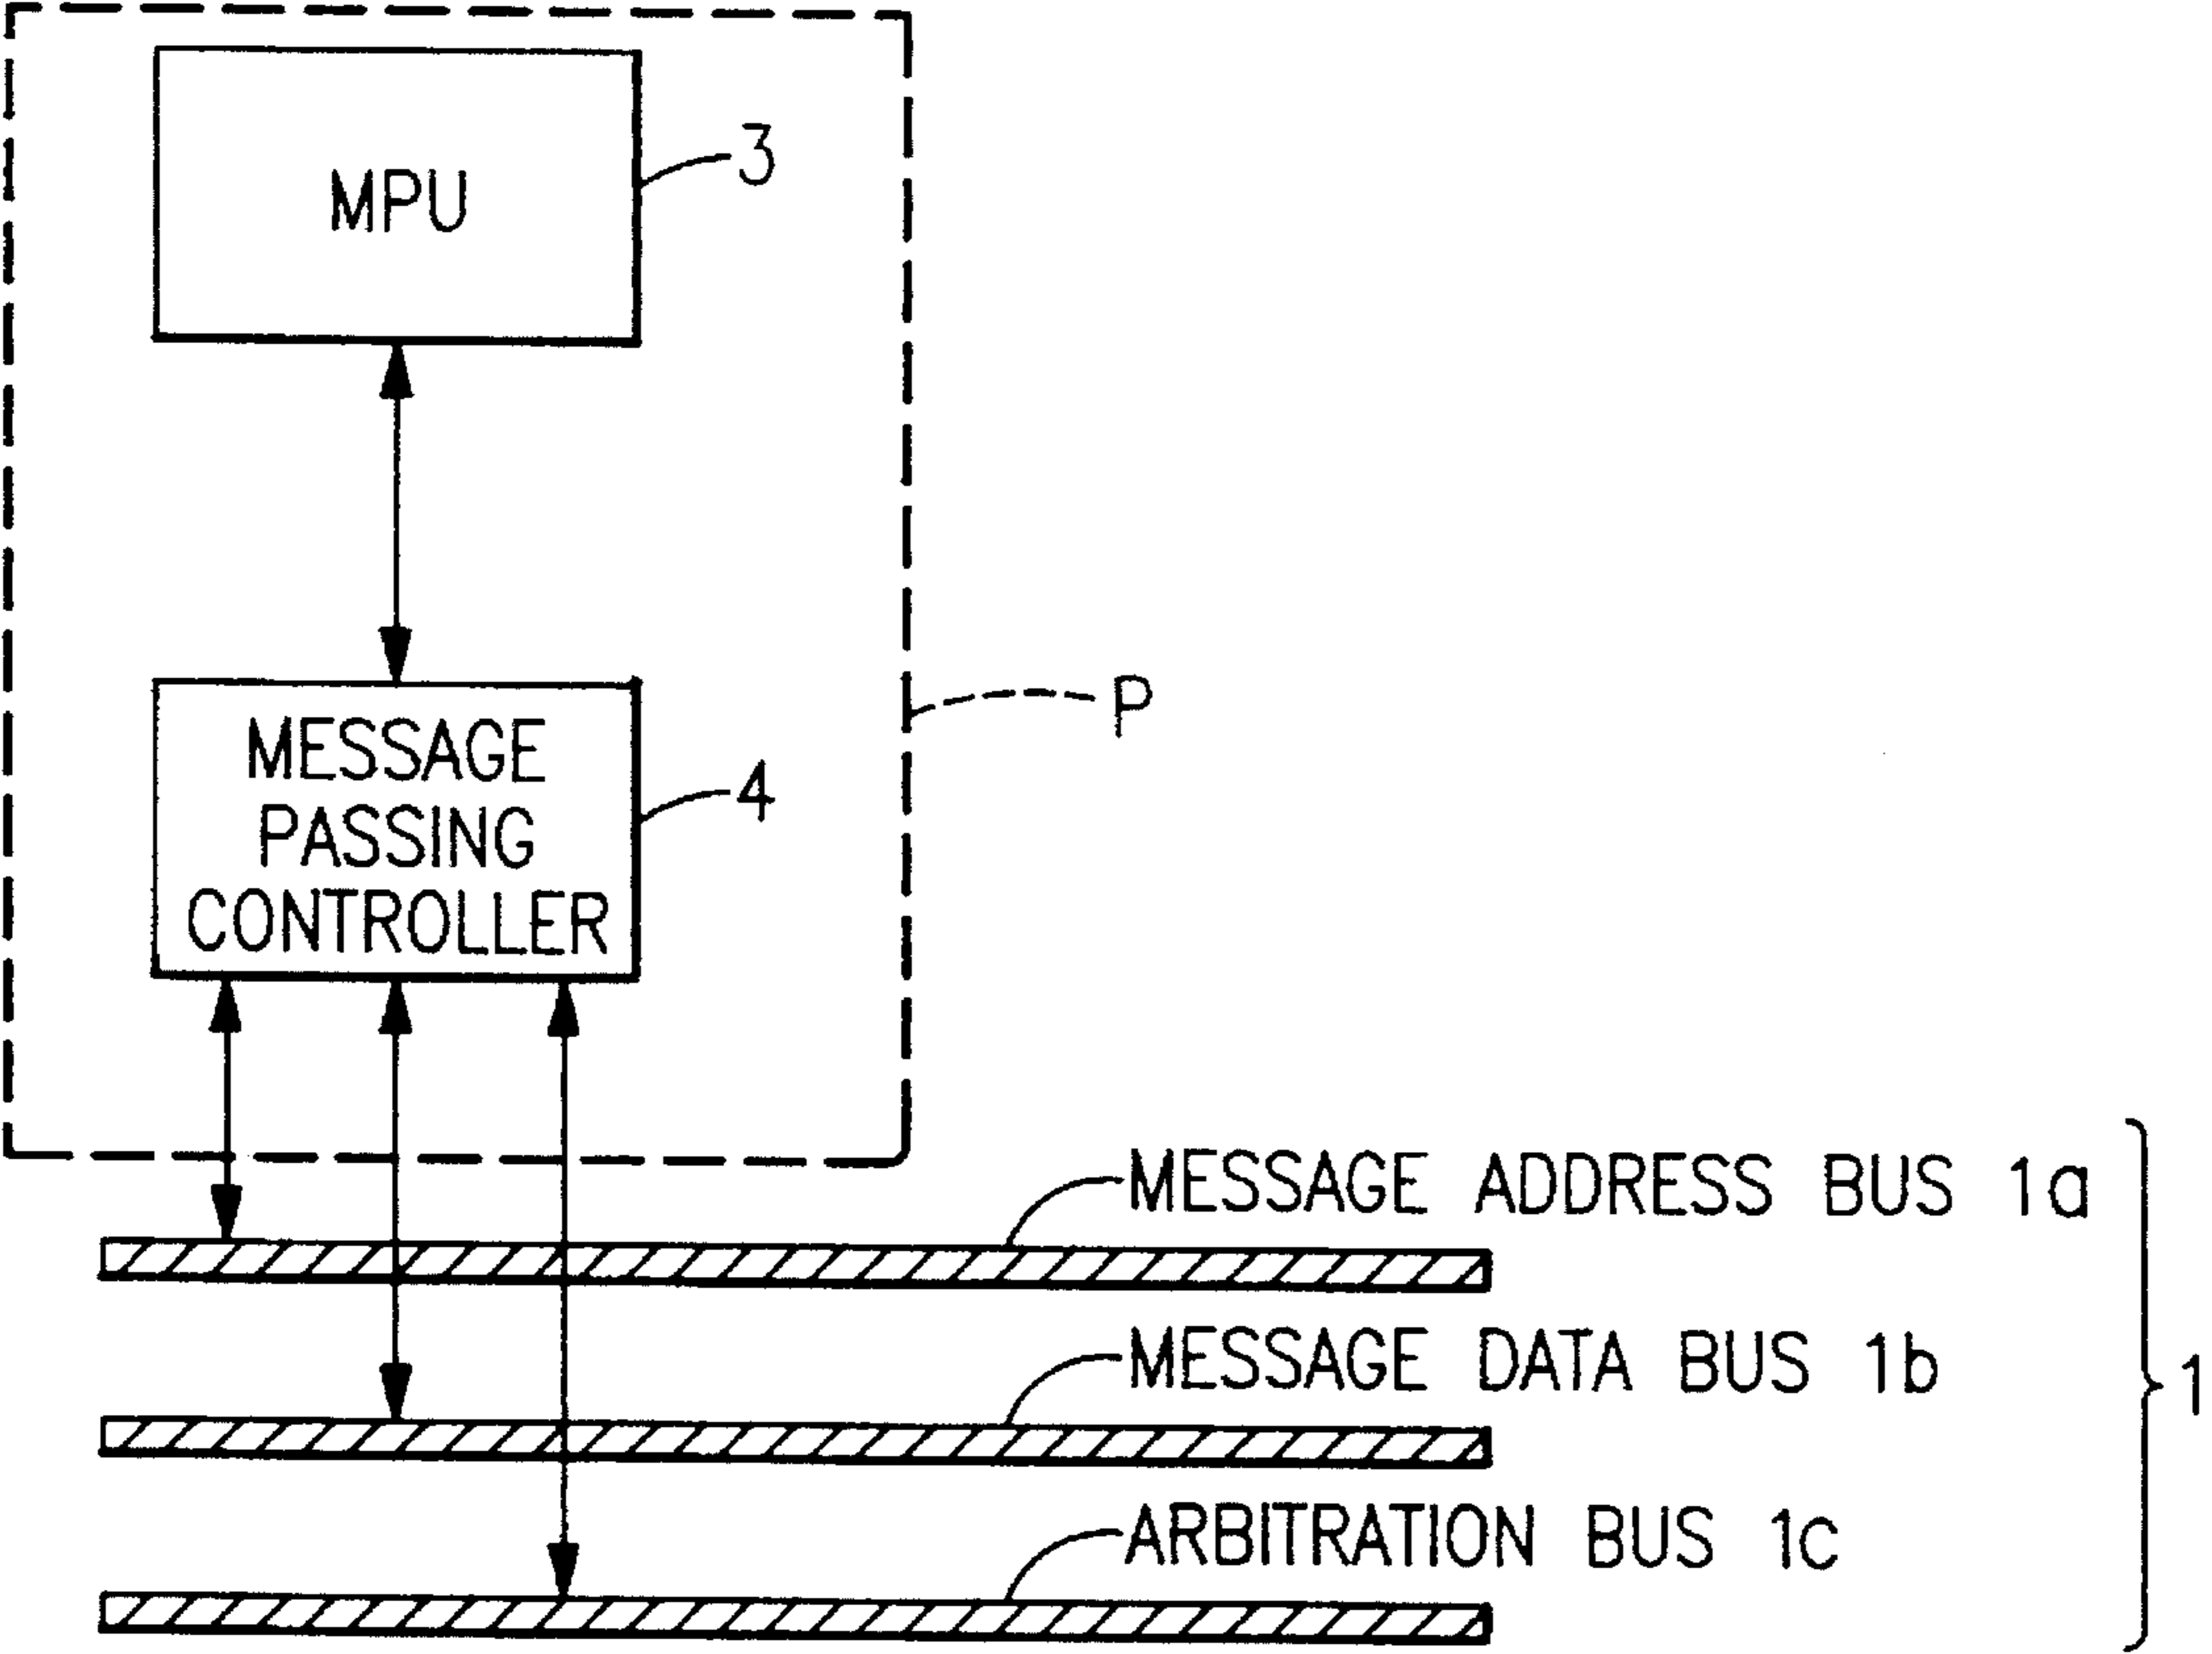 MPU
3
MESSAGE
PASSING
CONTROLLER
4
P
MESSAGE ADDRESS BUS 1a
MESSAGE DATA BUS 1b
ARBITRATION BUS 1c
1